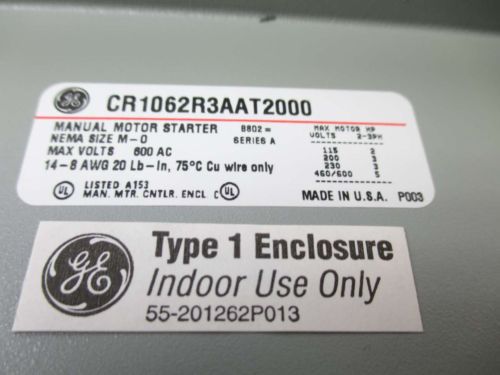 GE CR1062R3AAT2000
MANUAL MOTOR STARTER 8802= MAX MOTOR HP
NEMA SIZE M-0 SERIES A VOLTS 2-3PH
MAX VOLTS 600 AC 115 2
14-8 AWG 20 Lb-In, 75°C Cu wire only 200 3
230 3
460/600 5
UL LISTED A153
MAN. MTR. CNTLR. ENCL. C UL MADE IN U.S.A. P003
GE Type 1 Enclosure
Indoor Use Only
55-201262P013